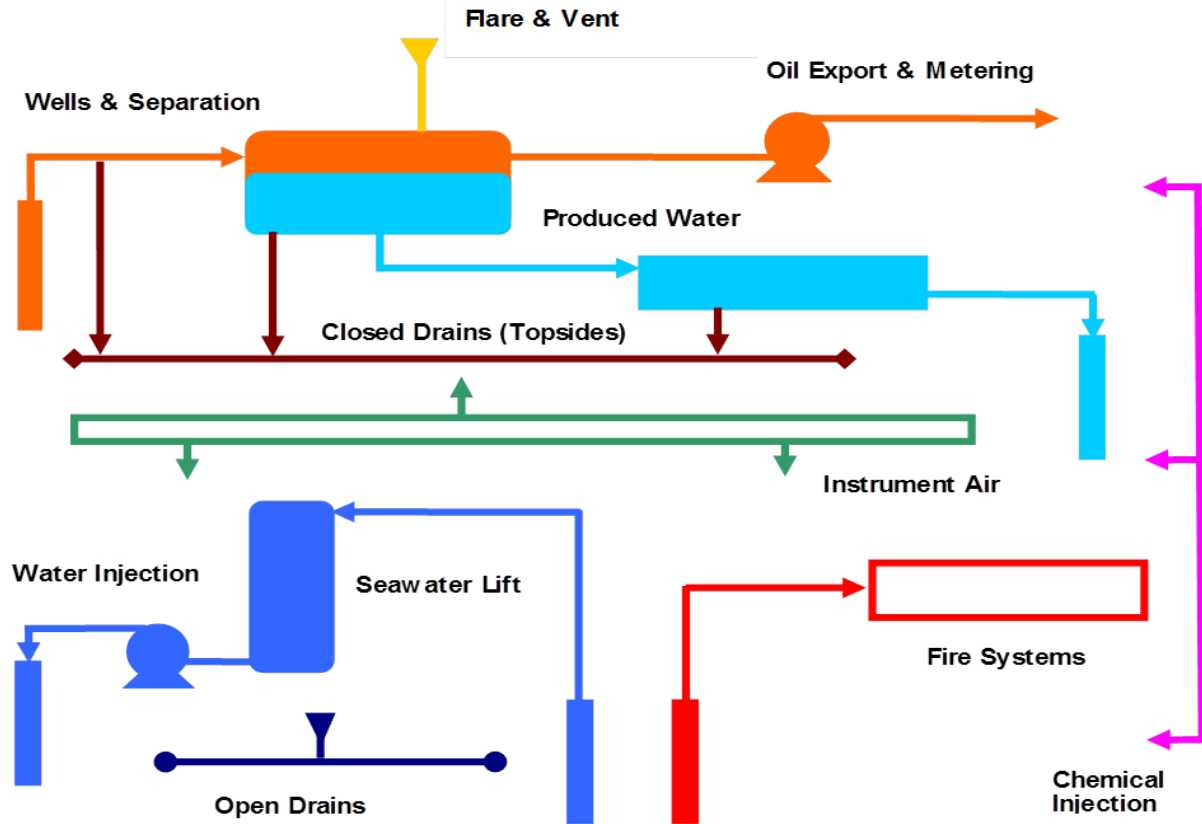 Flare & Vent
Oil Export & Metering
Wells & Separation
Produced Water
Closed Drains (Topsides)
Instrument Air
Water Injection
Seawater Lift
Fire Systems
Open Drains
Chemical
Injection